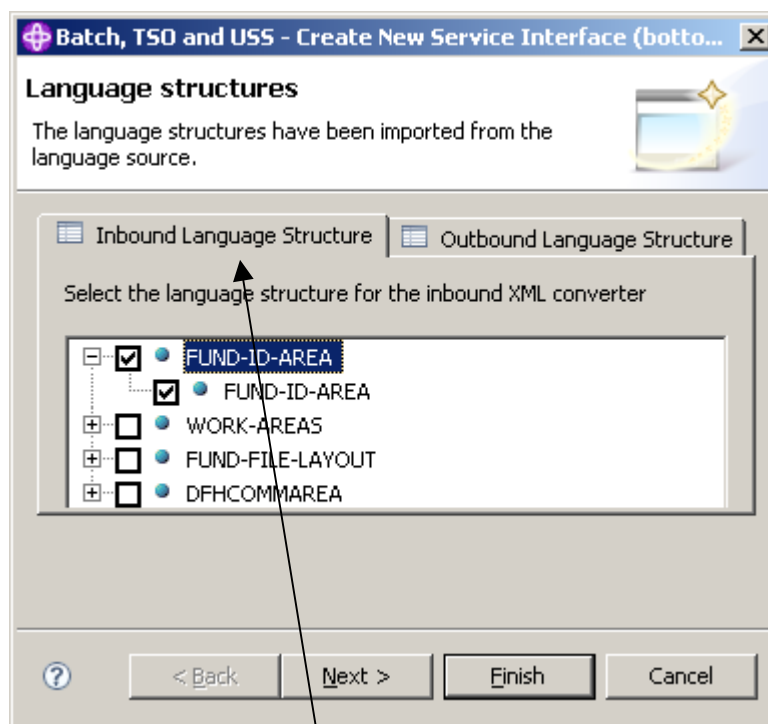 Batch, TSO and USS - Create New Service Interface (botto...
Language structures
The language structures have been imported from the
language source.
Inbound Language Structure
Outbound Language Structure
Select the language structure for the inbound XML converter
FUND-ID-AREA
FUND-ID-AREA
WORK-AREAS
FUND-FILE-LAYOUT
DFHCOMMAREA
?
< Back
Next >
Finish
Cancel